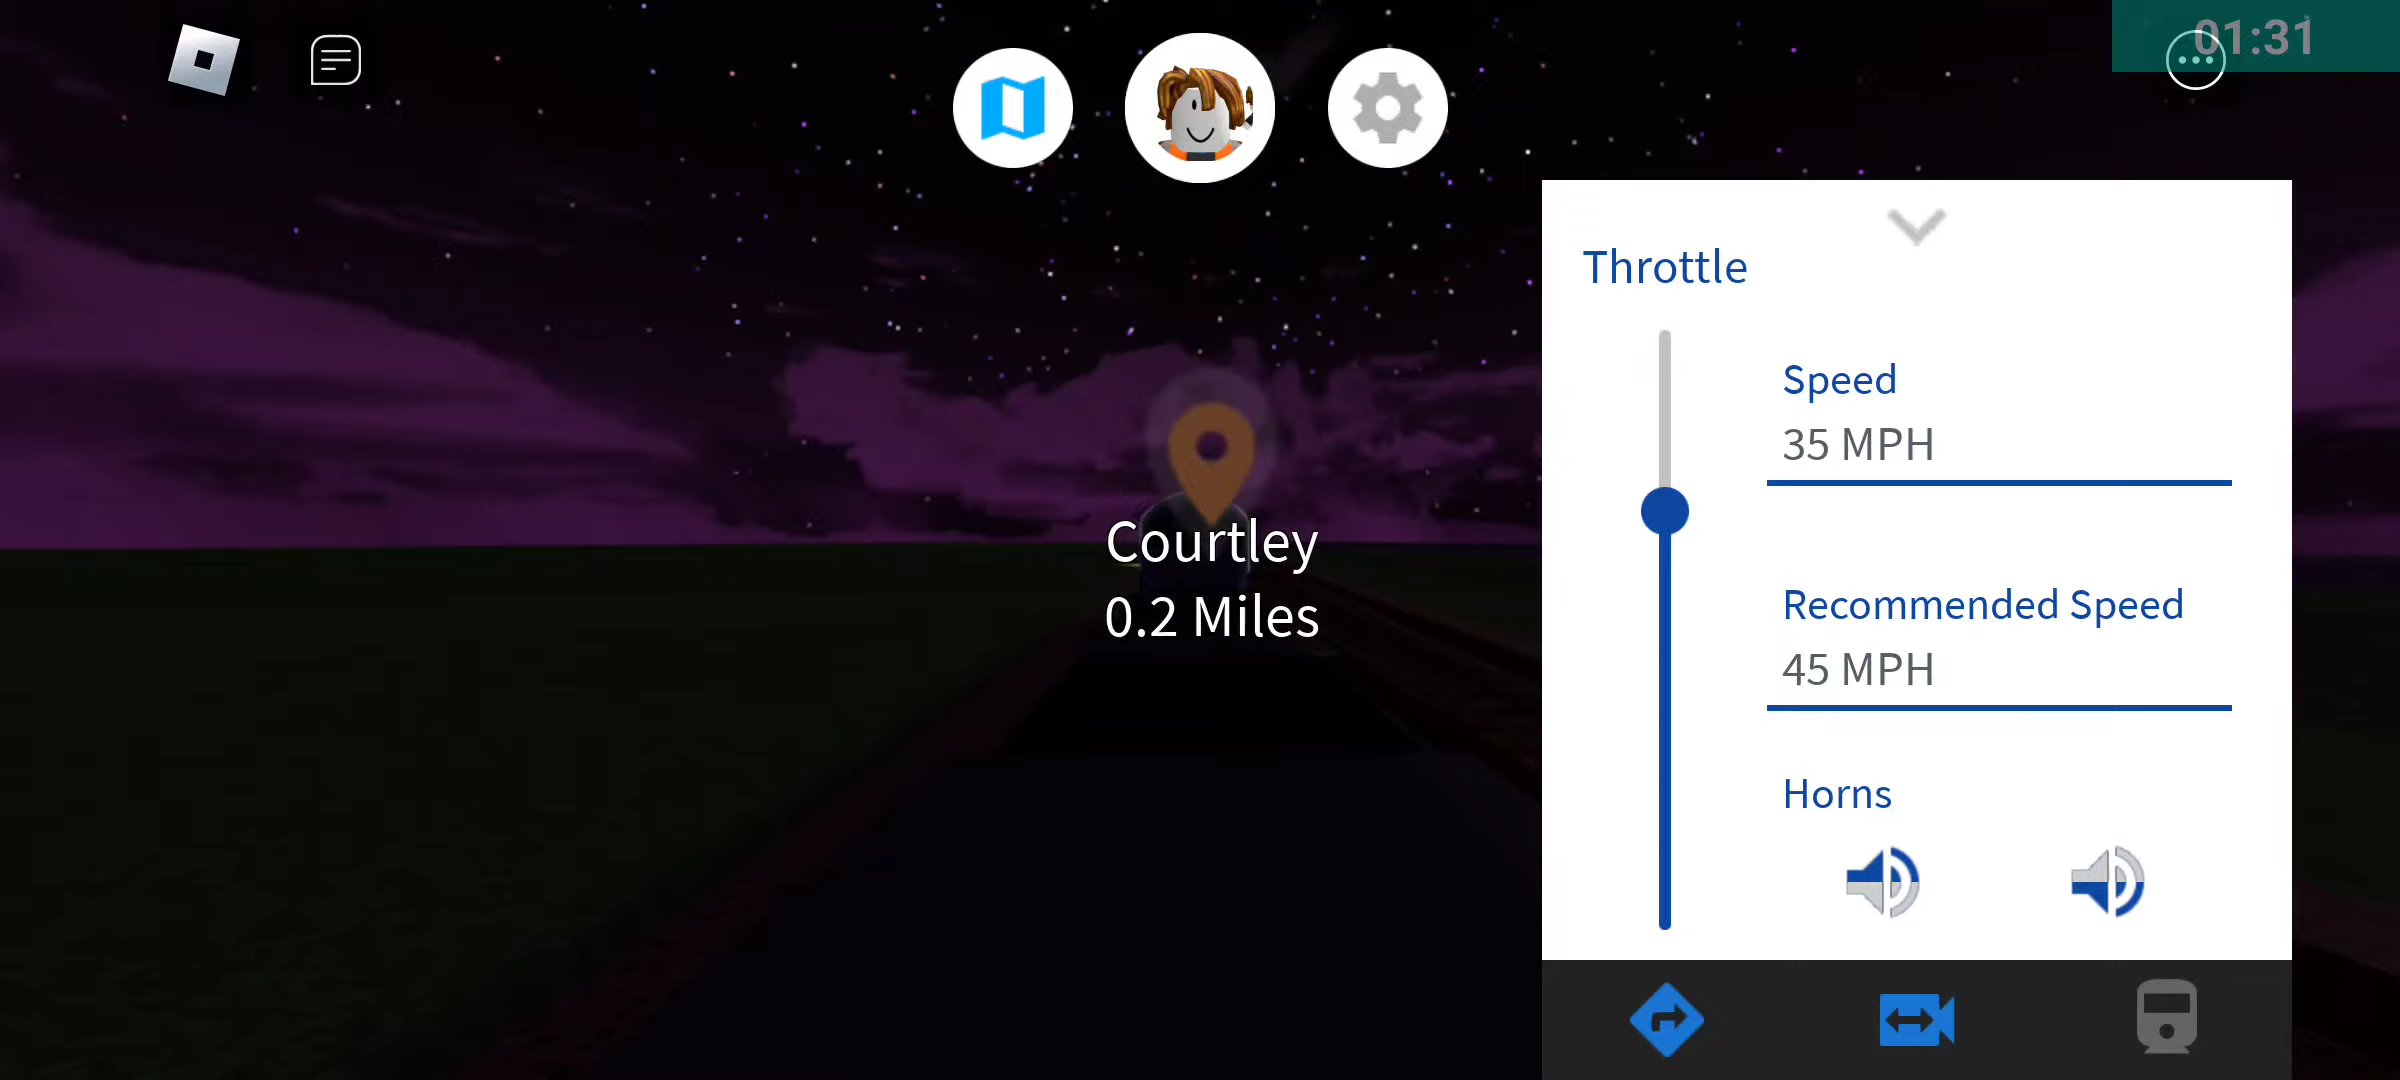 01:31
Throttle
Speed
35 MPH
Courtley
0.2 Miles
Recommended Speed
45 MPH
Horns